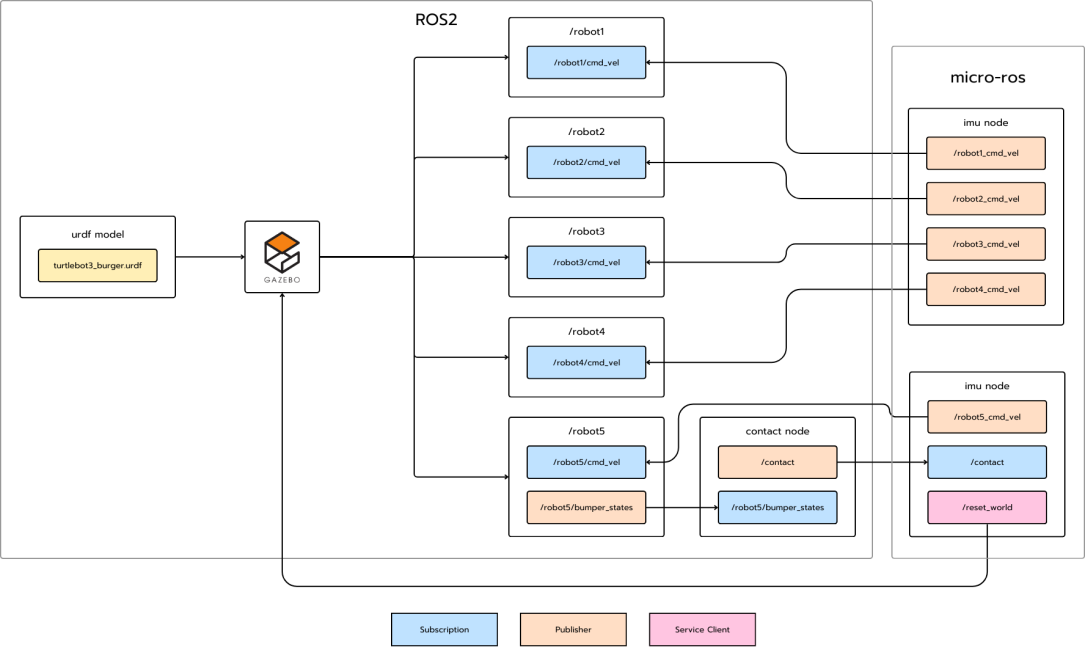 ROS2
/robot1
/robot1/cmd_vel
/robot2
/robot2/cmd_vel
/robot3
/robot3/cmd_vel
/robot4
/robot4/cmd_vel
/robot5
/robot5/cmd_vel
/robot5/bumper_states
urdf model
turtlebot3_burger.urdf
GAZEBO
contact node
/contact
/robot5/bumper_states
micro-ros
imu node
/robot1_cmd_vel
/robot2_cmd_vel
/robot3_cmd_vel
/robot4_cmd_vel
imu node
/robot5_cmd_vel
/contact
/reset_world
Subscription
Publisher
Service Client